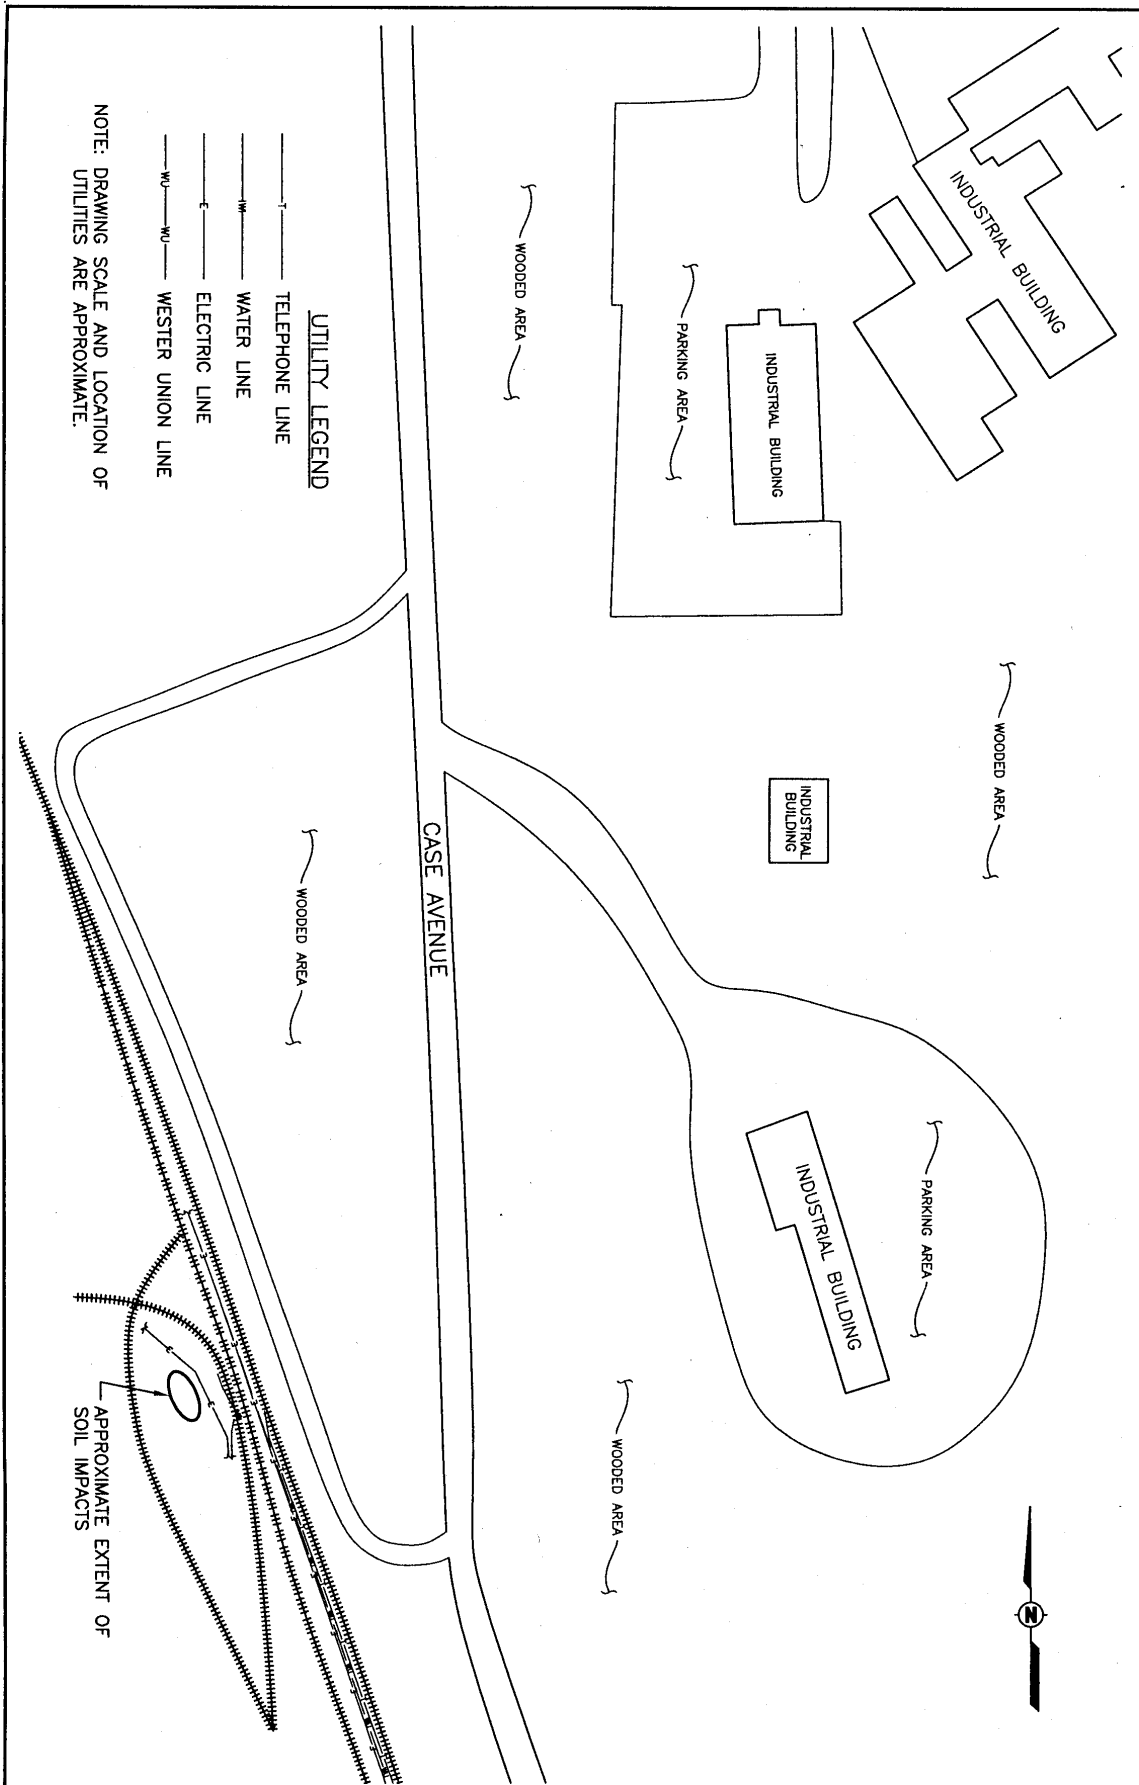 INDUSTRIAL BUILDING
WOODED AREA
PARKING AREA
INDUSTRIAL BUILDING
WOODED AREA
INDUSTRIAL
BUILDING
PARKING AREA
INDUSTRIAL BUILDING
WOODED AREA
N
CASE AVENUE
WOODED AREA
APPROXIMATE EXTENT OF
SOIL IMPACTS
UTILITY LEGEND
T TELEPHONE LINE
W WATER LINE
E ELECTRIC LINE
WU WU WESTER UNION LINE
NOTE: DRAWING SCALE AND LOCATION OF
UTILITIES ARE APPROXIMATE.